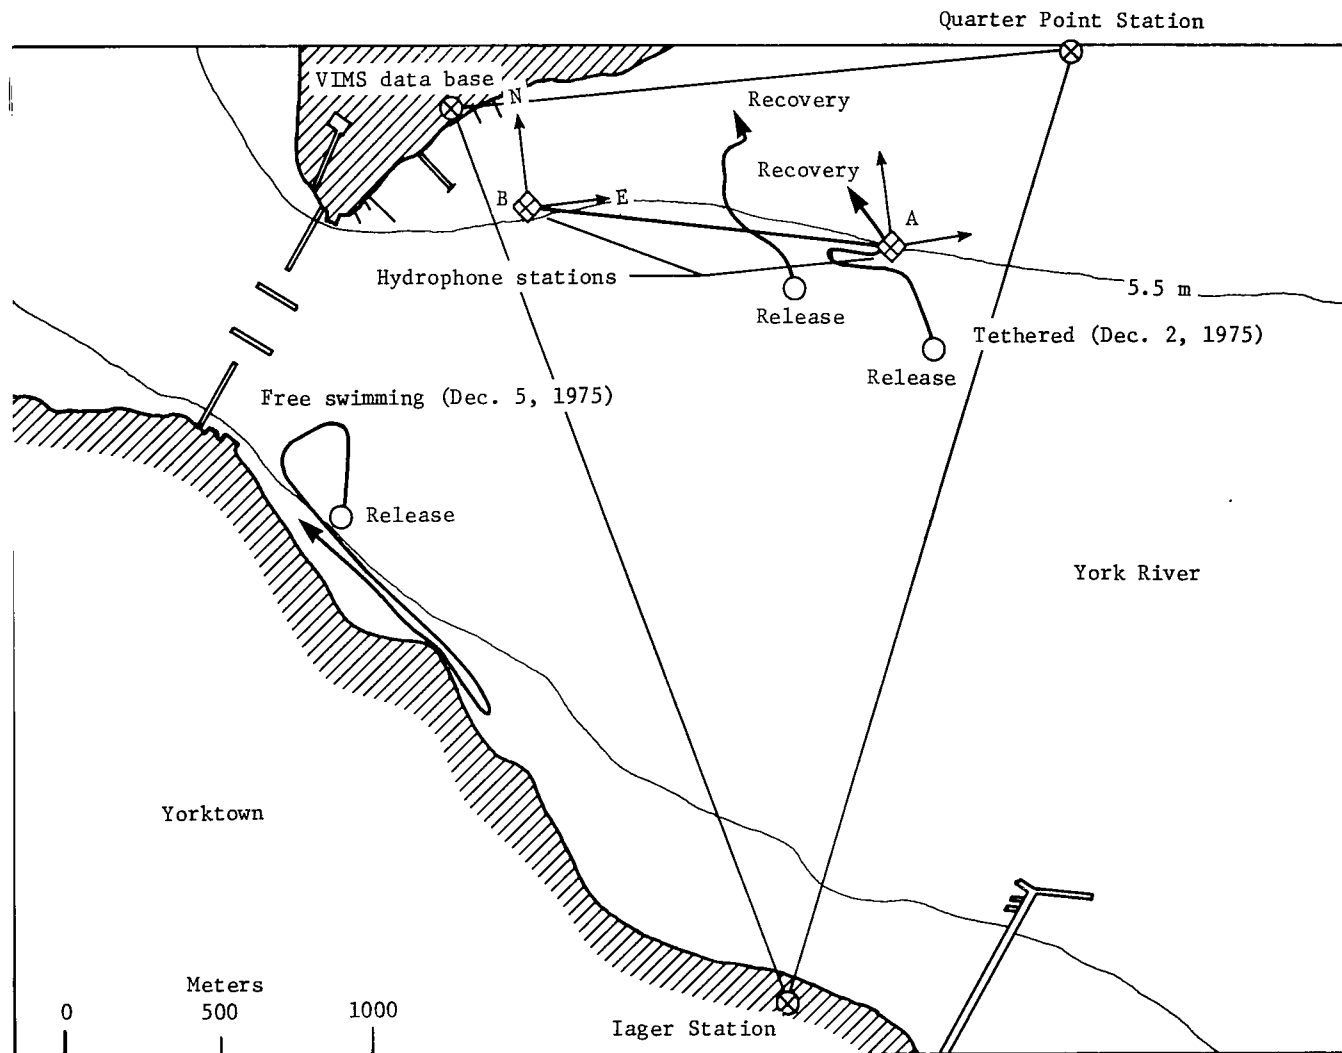 Quarter Point Station
VIMS data base
N
Recovery
Recovery
B
E
A
Hydrophone stations
5.5 m
Release
Tethered (Dec. 2, 1975)
Release
Free swimming (Dec. 5, 1975)
Release
York River
Yorktown
Meters
0 500 1000
Iager Station